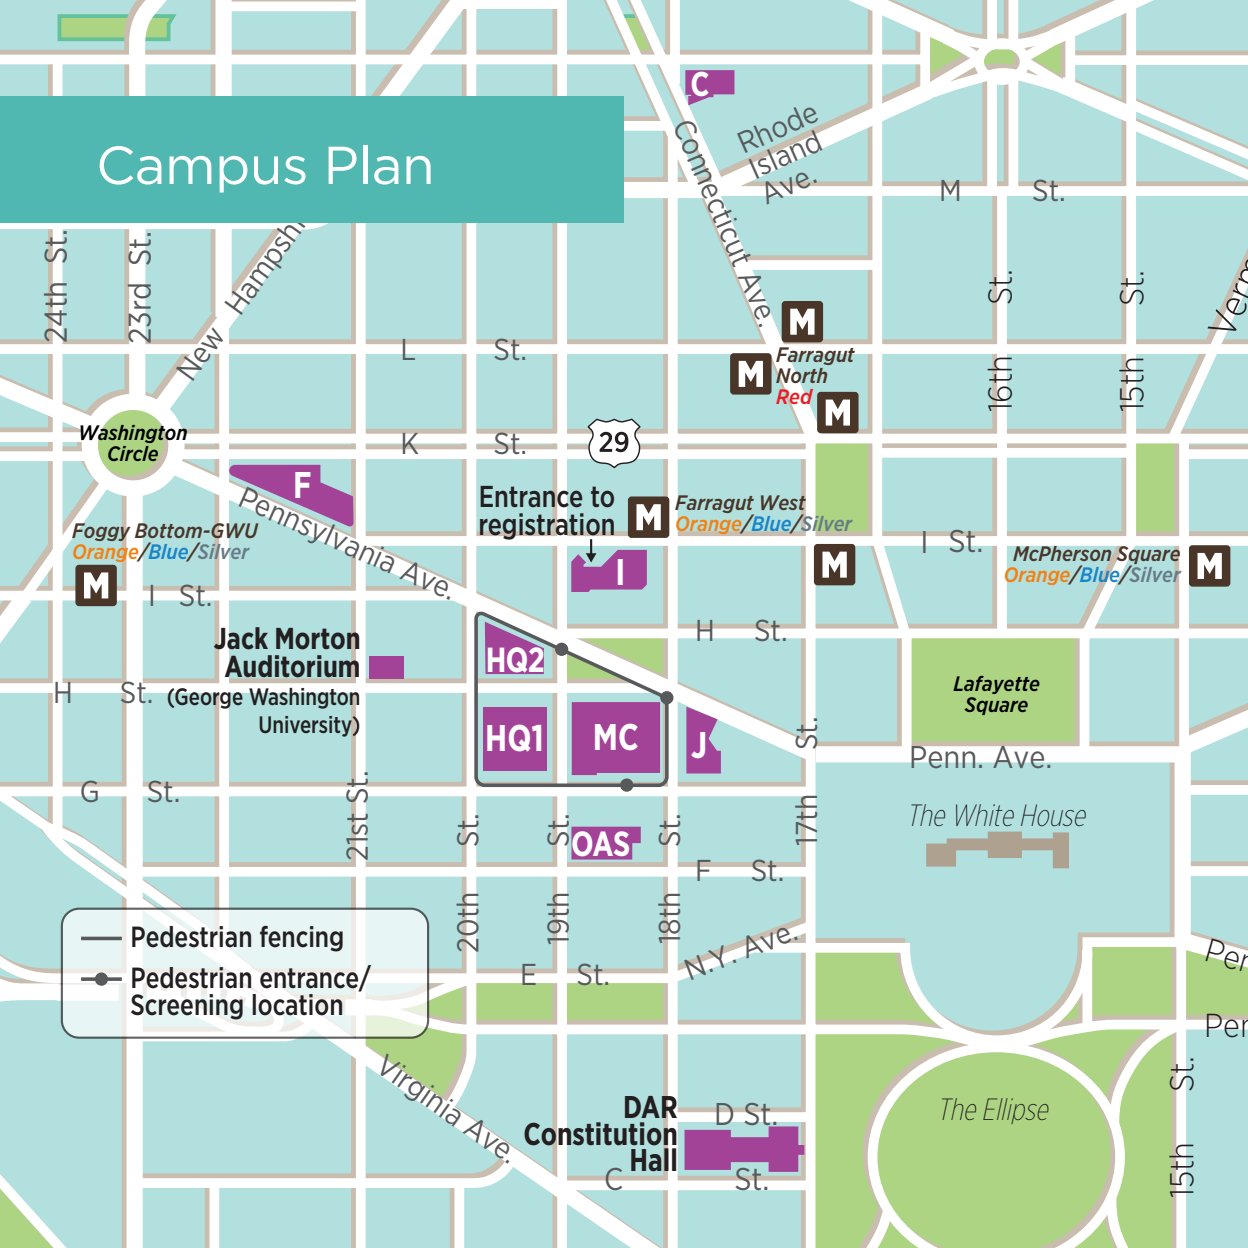 Campus Plan
C
Rhode
Island
Ave.
Connecticut Ave.
M St.
24th St.
23rd St.
New Hampshi
16th St.
15th St.
L St.
M
M
M
Farragut
North
Red
Washington
Circle
K St.
29
F
Pennsylvania Ave.
Entrance to
registration
M
Farragut West
Orange/Blue/Silver
M
I St.
McPherson Square
Orange/Blue/Silver
M
Foggy Bottom-GWU
Orange/Blue/Silver
M
I St.
I
H St.
Jack Morton
Auditorium
(George Washington
University)
H St.
HQ2
HQ1
MC
J
Lafayette
Square
Penn. Ave.
The White House
G St.
21st St.
20th St.
19th St.
18th St.
17th St.
OAS
F St.
Pedestrian fencing
Pedestrian entrance/
Screening location
E St.
N.Y. Ave.
Per
Per
Virginia Ave.
The Ellipse
15th St.
DAR
Constitution
Hall
D St.
C St.